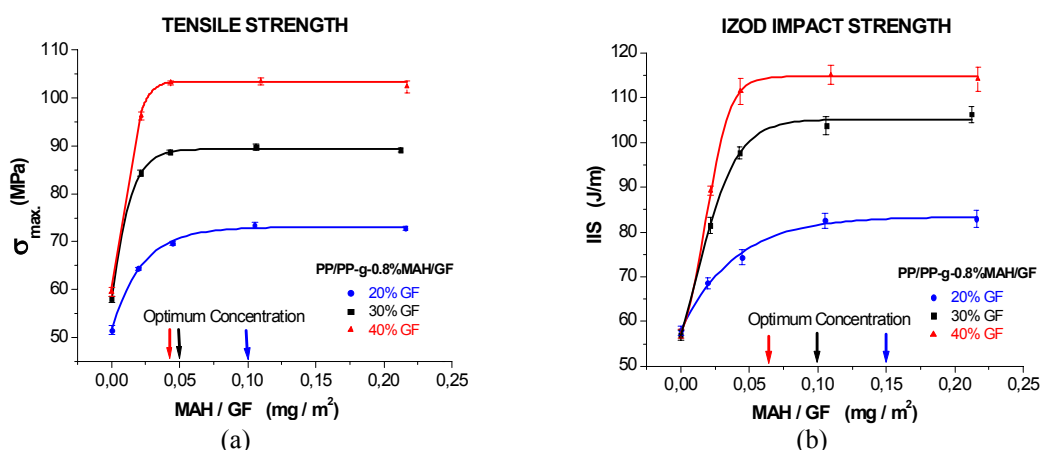 TENSILE STRENGTH
110
100
90
80
70
60
50
σmax. (MPa)
PP/PP-g-0.8%MAH/GF
20% GF
30% GF
40% GF
Optimum Concentration
0,00 0,05 0,10 0,15 0,20 0,25
MAH / GF (mg / m²)
(a)
IZOD IMPACT STRENGTH
120
110
100
90
80
70
60
50
IIS (J/m)
PP/PP-g-0.8%MAH/GF
20% GF
30% GF
40% GF
Optimum Concentration
0,00 0,05 0,10 0,15 0,20 0,25
MAH / GF (mg / m²)
(b)